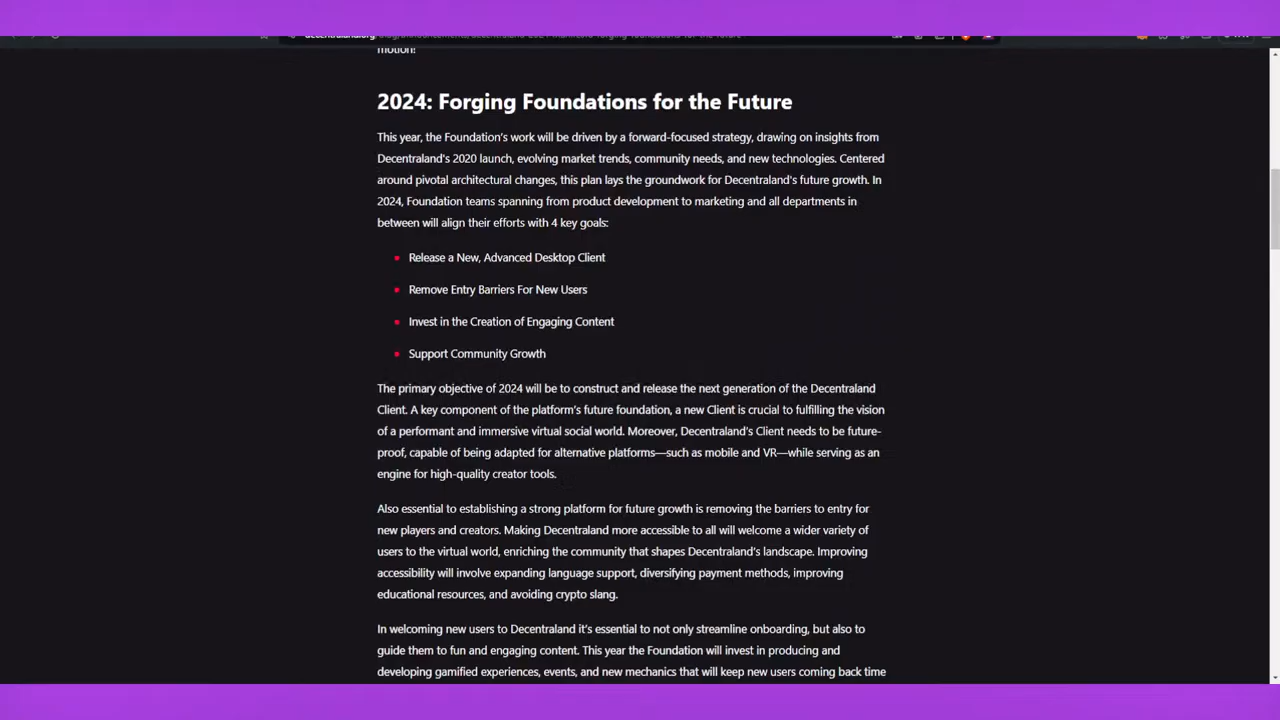 motion!
2024: Forging Foundations for the Future
This year, the Foundation's work will be driven by a forward-focused strategy, drawing on insights from
Decentraland's 2020 launch, evolving market trends, community needs, and new technologies. Centered
around pivotal architectural changes, this plan lays the groundwork for Decentraland's future growth. In
2024, Foundation teams spanning from product development to marketing and all departments in
between will align their efforts with 4 key goals:
Release a New, Advanced Desktop Client
Remove Entry Barriers For New Users
Invest in the Creation of Engaging Content
Support Community Growth
The primary objective of 2024 will be to construct and release the next generation of the Decentraland
Client. A key component of the platform's future foundation, a new Client is crucial to fulfilling the vision
of a performant and immersive virtual social world. Moreover, Decentraland's Client needs to be future-
proof, capable of being adapted for alternative platforms—such as mobile and VR—while serving as an
engine for high-quality creator tools.
Also essential to establishing a strong platform for future growth is removing the barriers to entry for
new players and creators. Making Decentraland more accessible to all will welcome a wider variety of
users to the virtual world, enriching the community that shapes Decentraland's landscape. Improving
accessibility will involve expanding language support, diversifying payment methods, improving
educational resources, and avoiding crypto slang.
In welcoming new users to Decentraland it's essential to not only streamline onboarding, but also to
guide them to fun and engaging content. This year the Foundation will invest in producing and
developing gamified experiences, events, and new mechanics that will keep new users coming back time